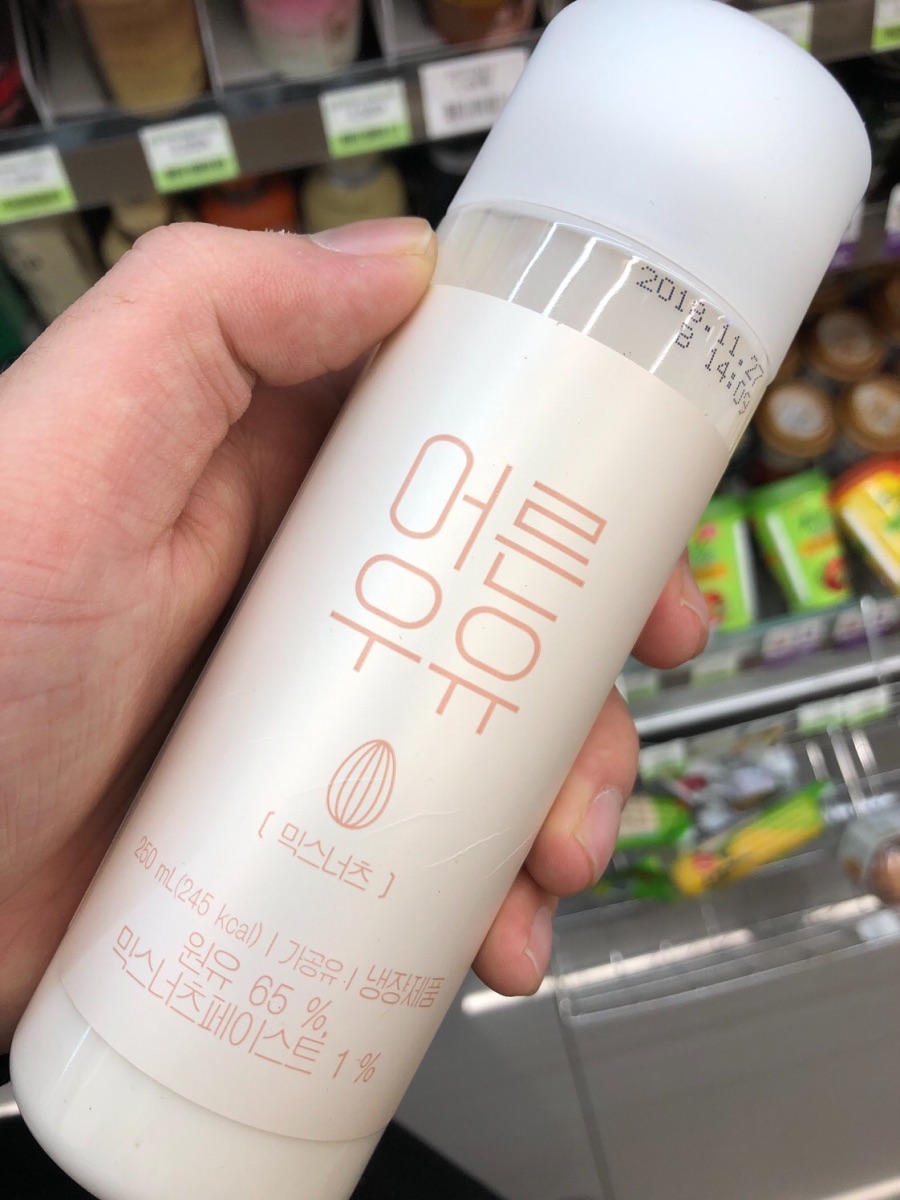 2018.11.27
B 14:09
어른
우유
[ 믹스너츠 ]
250 mL(245 kcal) | 가공유 | 냉장제품
원유 65 %,
믹스너츠페이스트 1 %